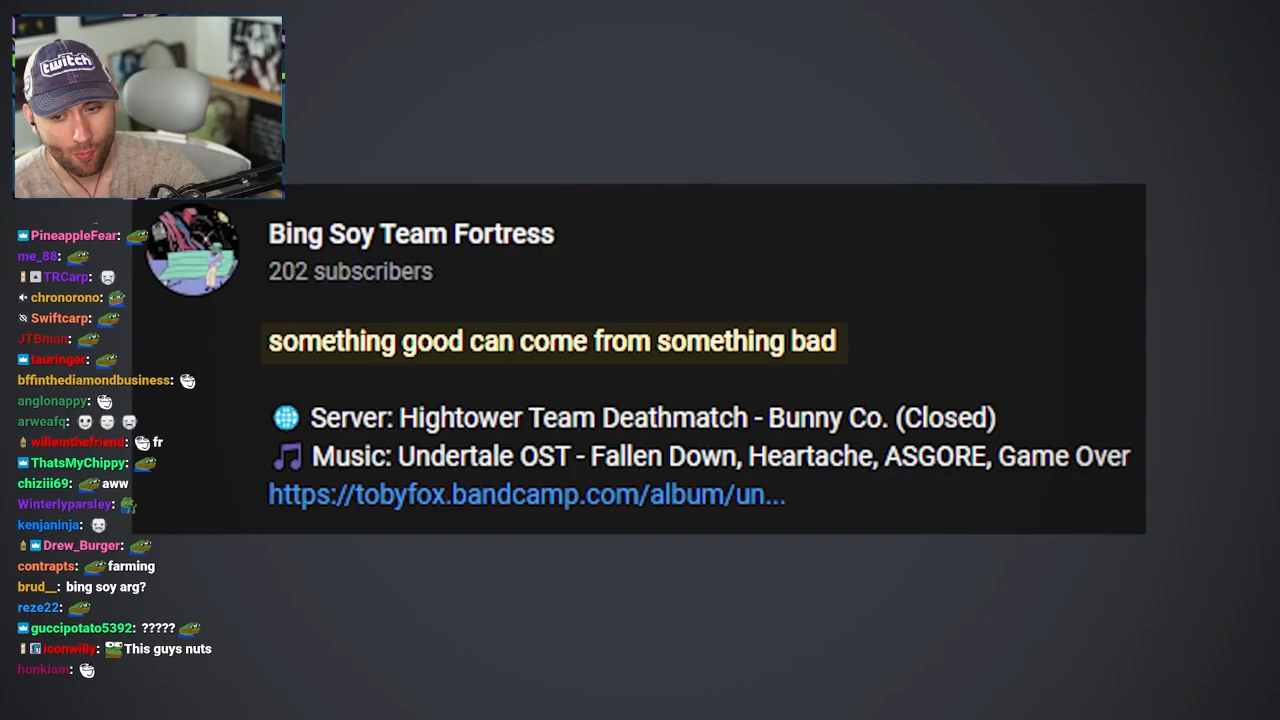 twitch
Bing Soy Team Fortress
202 subscribers
something good can come from something bad
🌐 Server: Hightower Team Deathmatch - Bunny Co. (Closed)
🎵 Music: Undertale OST - Fallen Down, Heartache, ASGORE, Game Over
https://tobyfox.bandcamp.com/album/un...
PineappleFear:
me_88:
TRCarp:
chronorono:
Swiftcarp:
JTBman:
tauringer:
bffinthediamondbusiness:
anglonappy:
arweafq:
willemthefriend: fr
ThatsMyChippy:
chiziii69: aww
Winterlyparsley:
kenjaninja:
Drew_Burger:
contrapts: farming
brud__: bing soy arg?
reze22:
guccipotato5392: ?????
iconwilly: This guys nuts
honkiam: